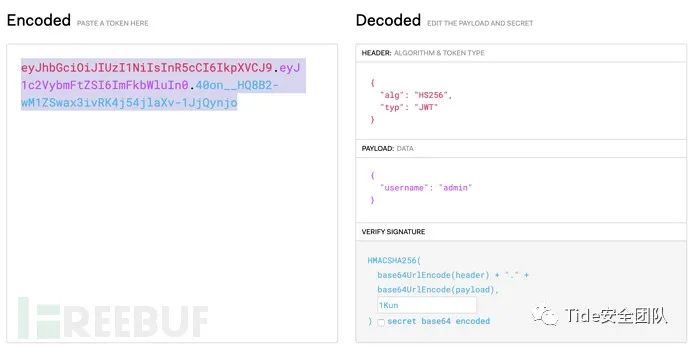 Encoded PASTE A TOKEN HERE
eyJhbGciOiJIUzI1NiIsInR5cCI6IkpXVCJ9.eyJ
1c2VybmFtZSI6ImFkbWluIn0.40on__HQ8B2-
wM1ZSwax3ivRK4j54jlaXv-1JjQynjo
Decoded EDIT THE PAYLOAD AND SECRET
HEADER: ALGORITHM & TOKEN TYPE
{
"alg": "HS256",
"typ": "JWT"
}
PAYLOAD: DATA
{
"username": "admin"
}
VERIFY SIGNATURE
HMACSHA256(
base64UrlEncode(header) + "." +
base64UrlEncode(payload),
1Kun
) secret base64 encoded
FREEBUF
Tide安全团队